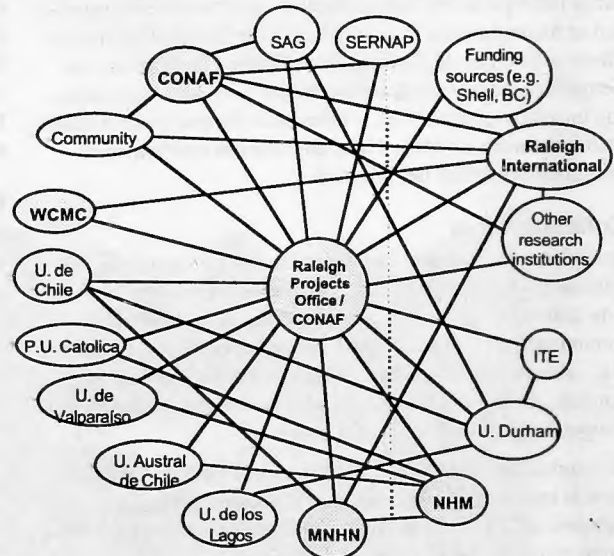 SAG
SERNAP
Funding
sources (e.g.
Shell, BC)
CONAF
Community
Raleigh
International
WCMC
Other
research
institutions
U. de
Chile
Raleigh
Projects
Office /
CONAF
P.U. Catolica
ITE
U. de
Valparaíso
U. Durham
U. Austral
de Chile
NHM
U. de los
Lagos
MNHN